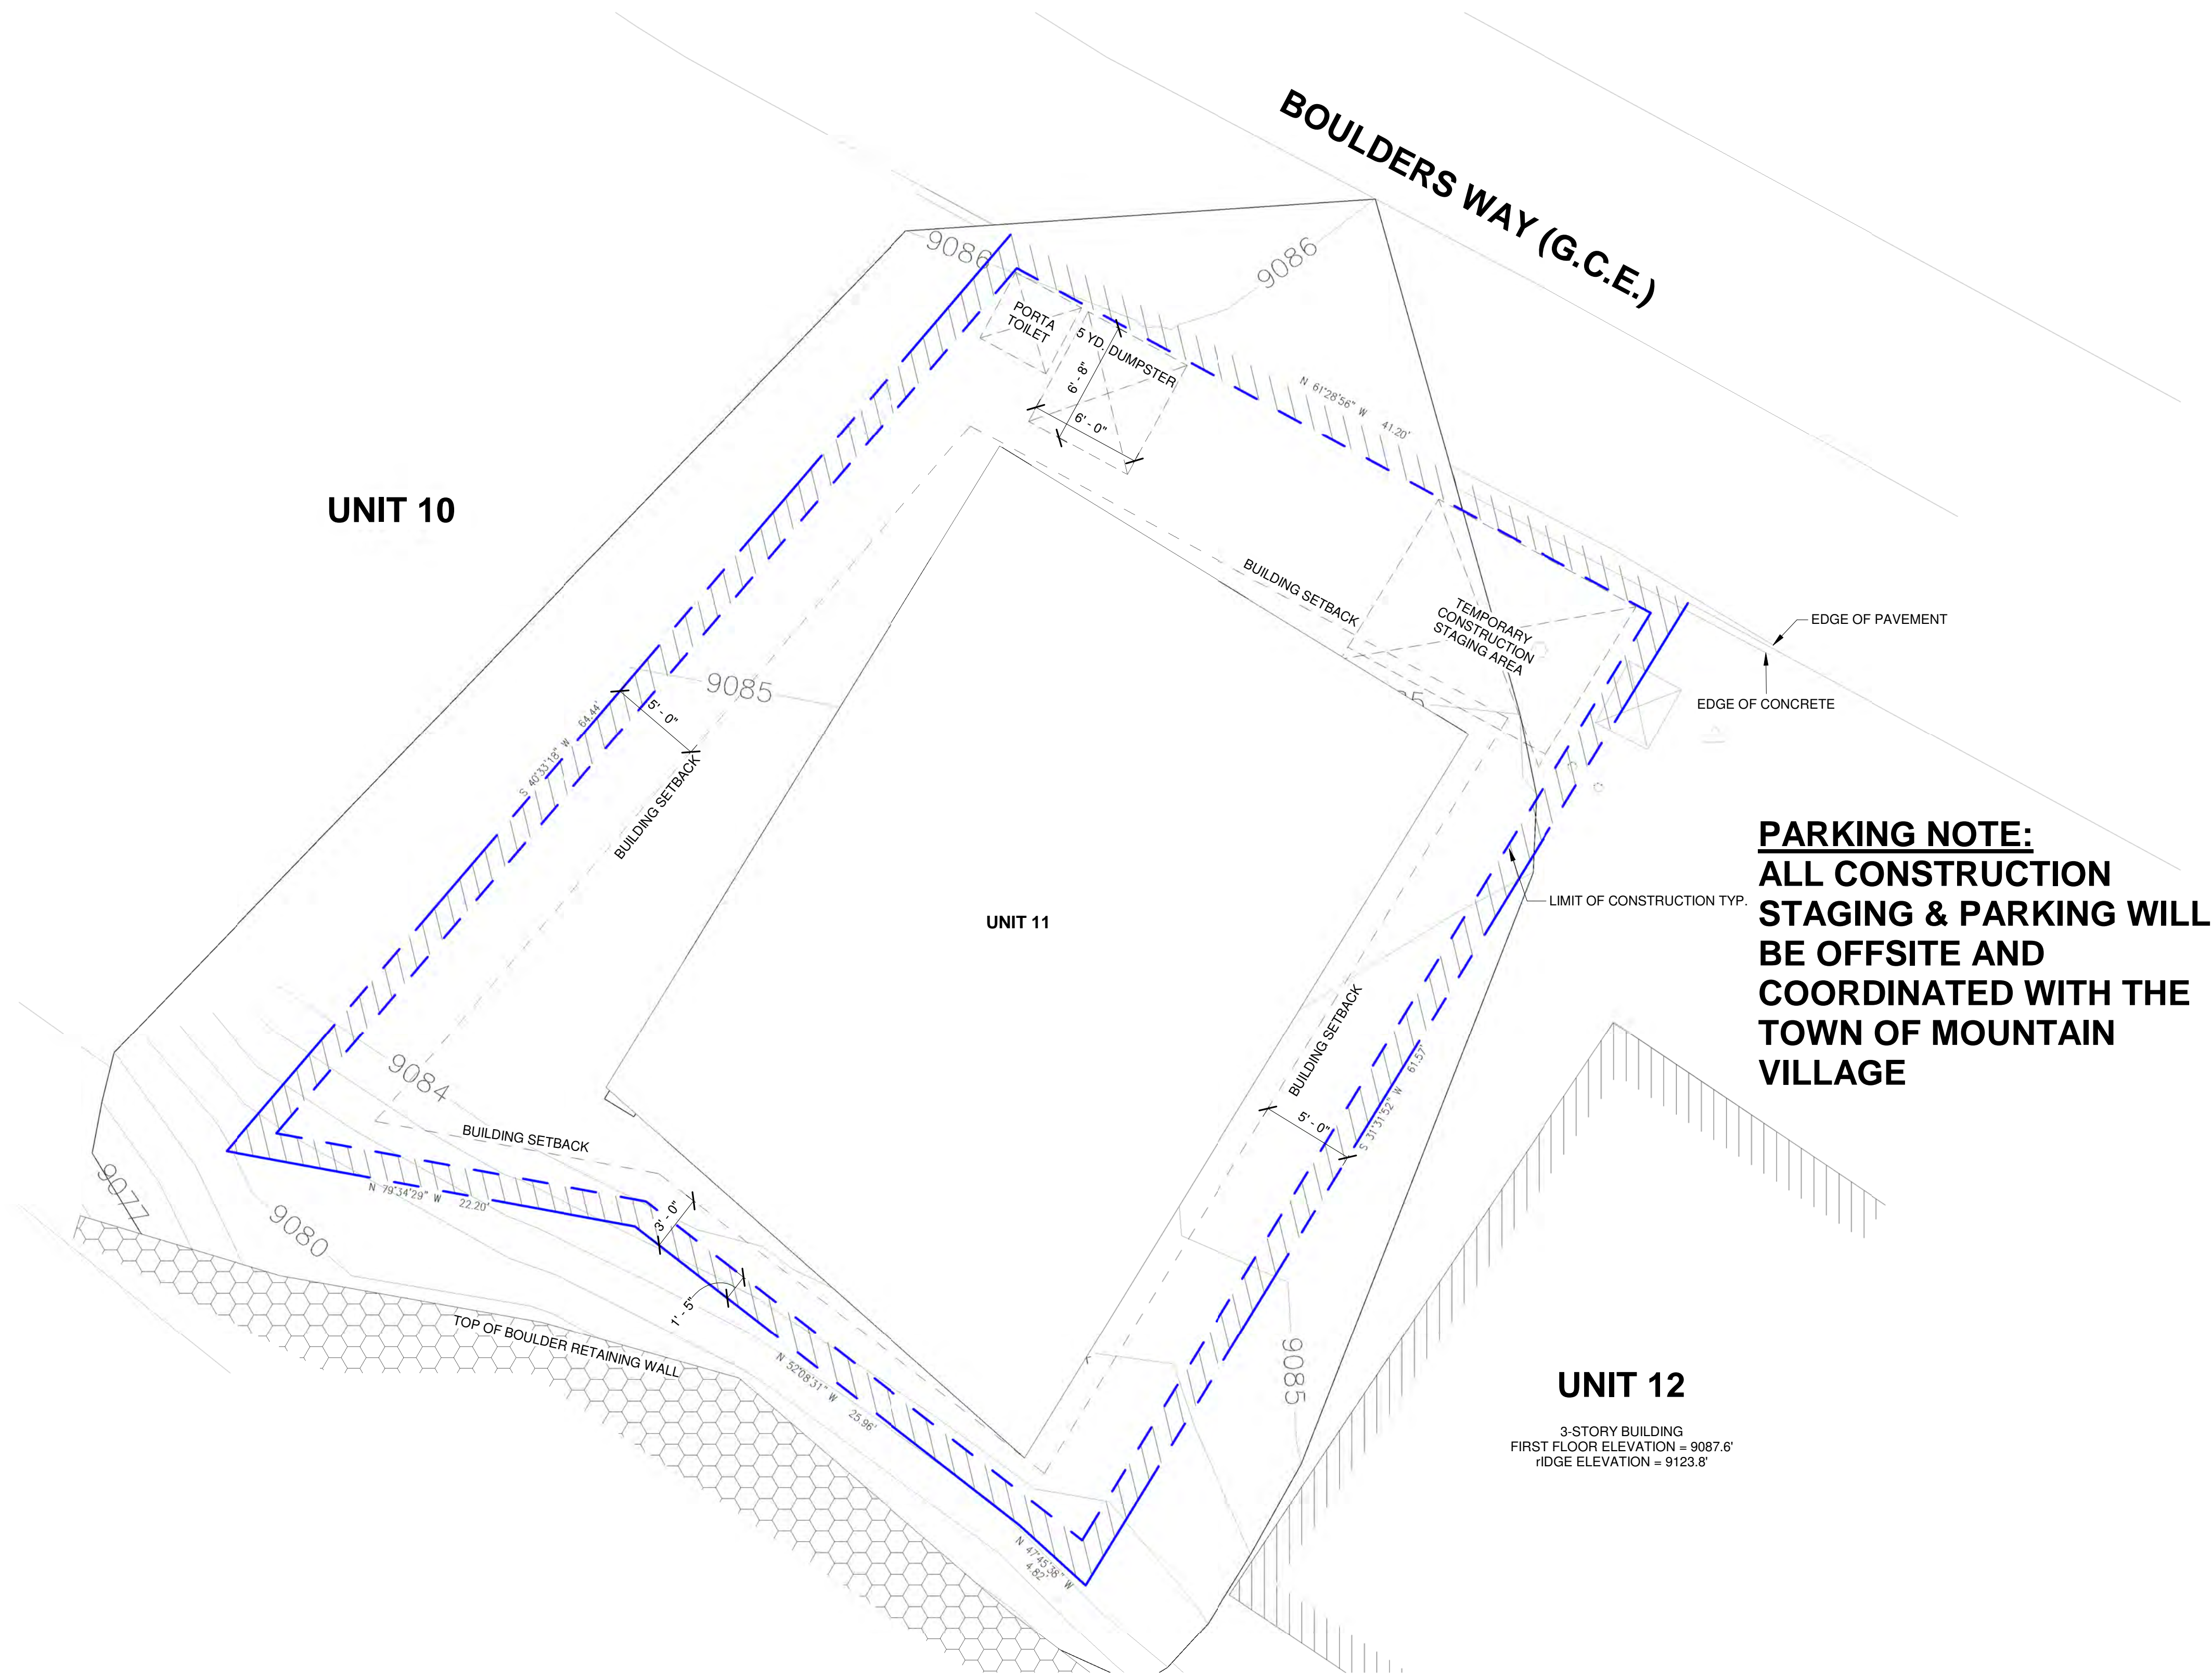 BOULDERS WAY (G.C.E.)
9086
9086
PORTA
TOILET
5 YD. DUMPSTER
6' - 8"
6' - 0"
N 61°28'56" W 41.20'
UNIT 10
BUILDING SETBACK
TEMPORARY
CONSTRUCTION
STAGING AREA
EDGE OF PAVEMENT
EDGE OF CONCRETE
9085
5' - 0"
S 40°33'18" W 64.44'
BUILDING SETBACK
PARKING NOTE:
ALL CONSTRUCTION
STAGING & PARKING WILL
BE OFFSITE AND
COORDINATED WITH THE
TOWN OF MOUNTAIN
VILLAGE
LIMIT OF CONSTRUCTION TYP.
UNIT 11
BUILDING SETBACK
5' - 0"
S 31°31'52" W 61.57'
9084
BUILDING SETBACK
N 79°34'29" W 22.20'
9077
9080
3' - 0"
1' - 5"
TOP OF BOULDER RETAINING WALL
N 52°08'31" W 25.96'
9085
UNIT 12
3-STORY BUILDING
FIRST FLOOR ELEVATION = 9087.6'
rIDGE ELEVATION = 9123.8'
N 47°45'38" W
4.82'